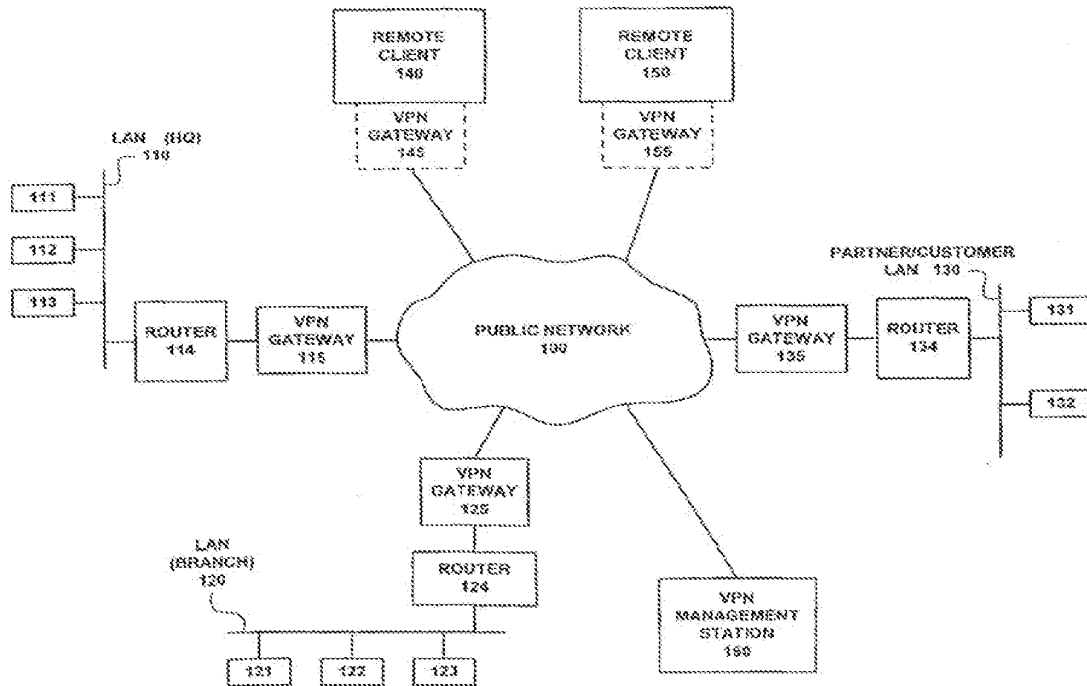 REMOTE
CLIENT
140
VPN
GATEWAY
145
REMOTE
CLIENT
150
VPN
GATEWAY
155
LAN (HQ)
110
111
112
113
ROUTER
114
VPN
GATEWAY
115
PUBLIC NETWORK
100
VPN
GATEWAY
135
ROUTER
134
PARTNER/CUSTOMER
LAN 130
131
132
VPN
GATEWAY
125
ROUTER
124
LAN
(BRANCH)
120
121
122
123
VPN
MANAGEMENT
STATION
160